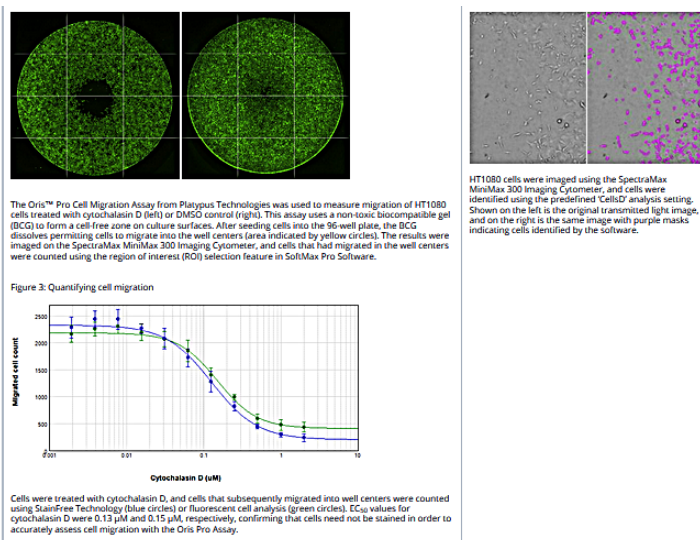 The Oris™ Pro Cell Migration Assay from Platypus Technologies was used to measure migration of HT1080
cells treated with cytochalasin D (left) or DMSO control (right). This assay uses a non-toxic biocompatible gel
(BCG) to form a cell-free zone on culture surfaces. After seeding cells into the 96-well plate, the BCG
dissolves permitting cells to migrate into the well centers (area indicated by yellow circles). The results were
imaged on the SpectraMax MiniMax 300 Imaging Cytometer, and cells that had migrated in the well centers
were counted using the region of interest (ROI) selection feature in SoftMax Pro Software.
Figure 3: Quantifying cell migration
Migrated cell count
2500
2000
1500
1000
500
0
0.001
0.01
0.1
1
10
Cytochalasin D (uM)
Cells were treated with cytochalasin D, and cells that subsequently migrated into well centers were counted
using StainFree Technology (blue circles) or fluorescent cell analysis (green circles). EC50 values for
cytochalasin D were 0.13 µM and 0.15 µM, respectively, confirming that cells need not be stained in order to
accurately assess cell migration with the Oris Pro Assay.
HT1080 cells were imaged using the SpectraMax
MiniMax 300 Imaging Cytometer, and cells were
identified using the predefined 'CellsD' analysis setting.
Shown on the left is the original transmitted light image,
and on the right is the same image with purple masks
indicating cells identified by the software.